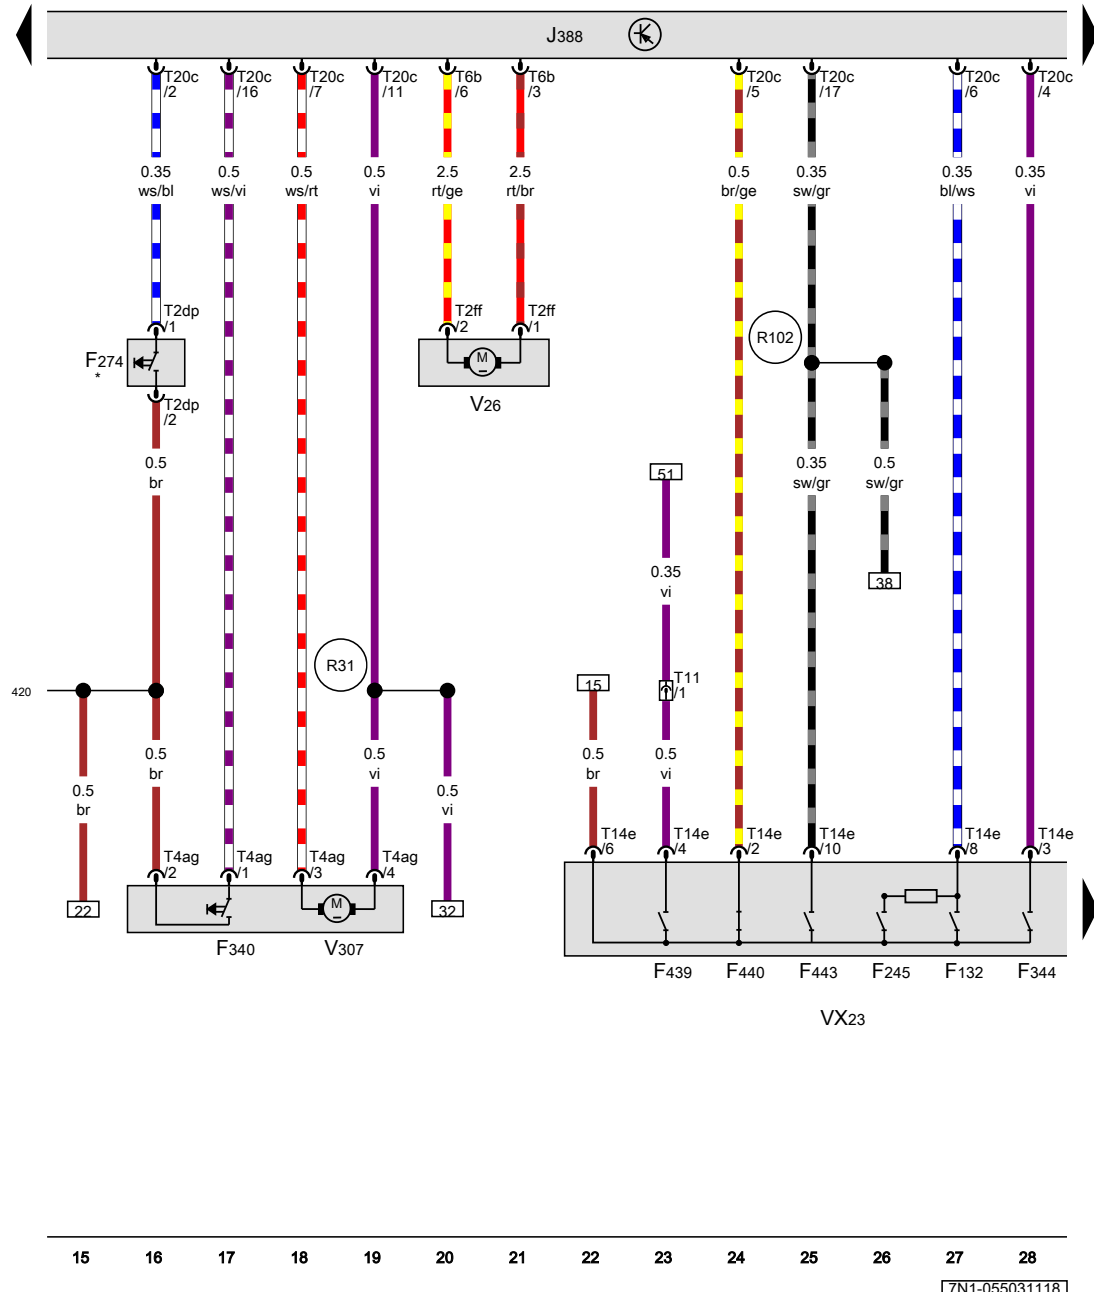 J388
T20c
/2
T20c
/16
T20c
/7
T20c
/11
T6b
/6
T6b
/3
T20c
/5
T20c
/17
T20c
/6
T20c
/4
0.35
ws/bl
0.5
ws/vi
0.5
ws/rt
0.5
vi
2.5
rt/ge
2.5
rt/br
0.5
br/ge
0.35
sw/gr
0.35
bl/ws
0.35
vi
T2dp
/1
T2ff
/2
T2ff
/1
R102
F274
*
V26
T2dp
/2
0.5
br
51
0.35
sw/gr
0.5
sw/gr
0.35
vi
38
R31
T11
/1
15
420
0.5
br
0.5
br
0.5
vi
0.5
vi
0.5
br
0.5
vi
T4ag
/2
T4ag
/1
T4ag
/3
T4ag
/4
T14e
/6
T14e
/4
T14e
/2
T14e
/10
T14e
/8
T14e
/3
22
M
32
M
F340
V307
F439
F440
F443
F245
F132
F344
VX23
15 16 17 18 19 20 21 22 23 24 25 26 27 28
7N1-055031118